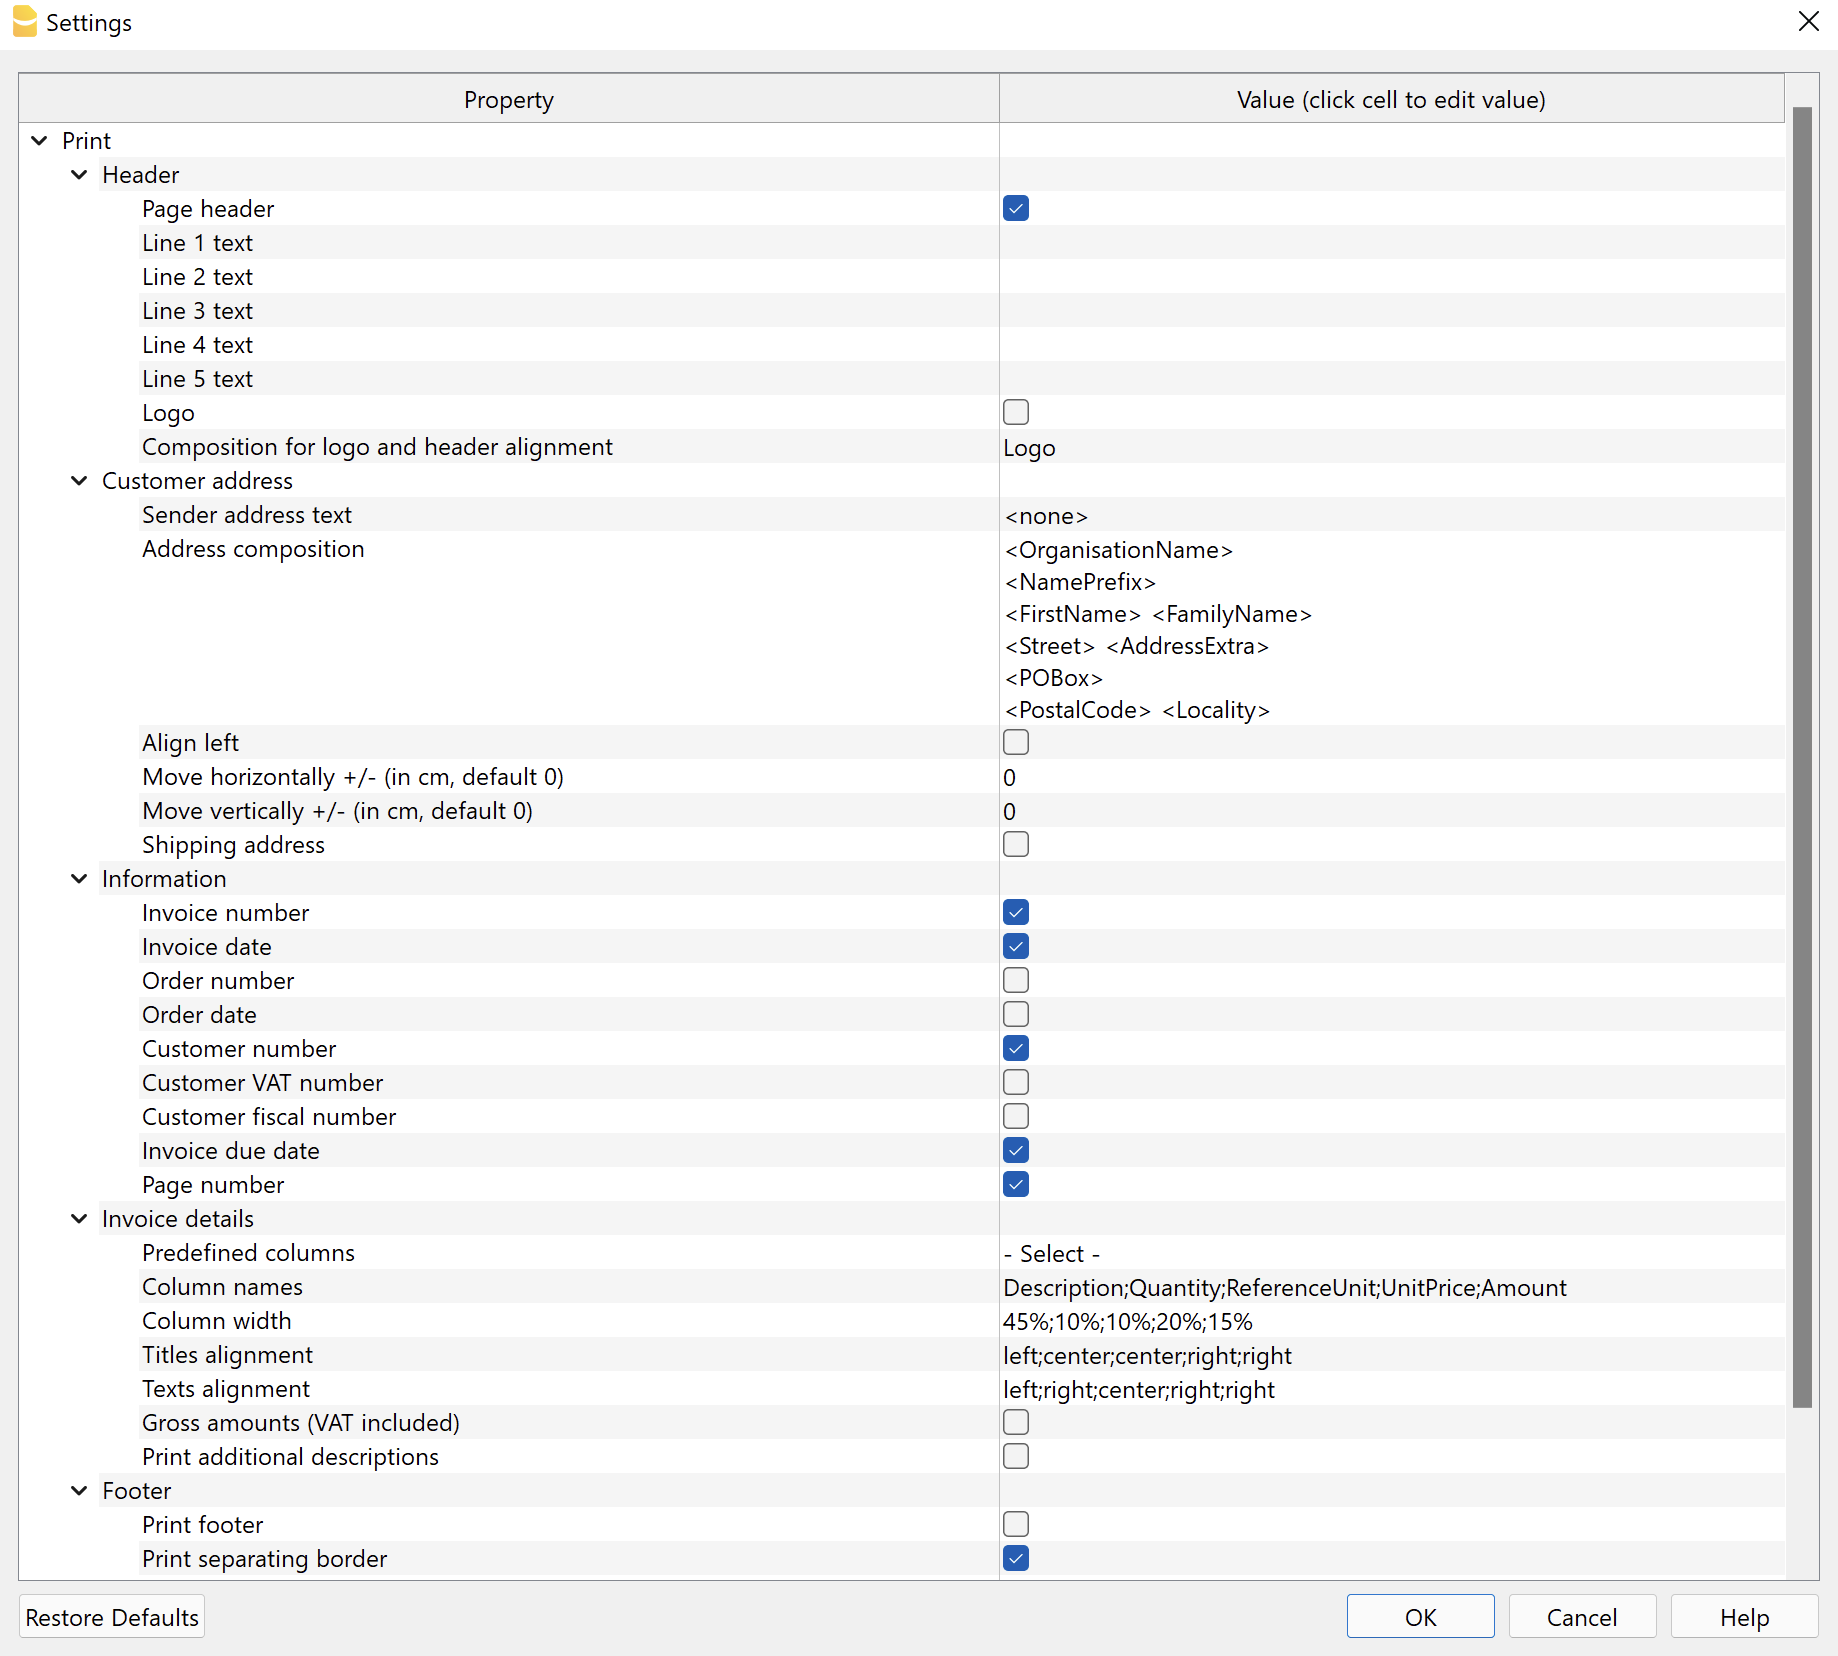 Settings
Property Value (click cell to edit value)
Print
Header
Page header
Line 1 text
Line 2 text
Line 3 text
Line 4 text
Line 5 text
Logo
Composition for logo and header alignment Logo
Customer address
Sender address text <none>
Address composition <OrganisationName>
<NamePrefix>
<FirstName> <FamilyName>
<Street> <AddressExtra>
<POBox>
<PostalCode> <Locality>
Align left
Move horizontally +/- (in cm, default 0) 0
Move vertically +/- (in cm, default 0) 0
Shipping address
Information
Invoice number
Invoice date
Order number
Order date
Customer number
Customer VAT number
Customer fiscal number
Invoice due date
Page number
Invoice details
Predefined columns - Select -
Column names Description;Quantity;ReferenceUnit;UnitPrice;Amount
Column width 45%;10%;10%;20%;15%
Titles alignment left;center;center;right;right
Texts alignment left;right;center;right;right
Gross amounts (VAT included)
Print additional descriptions
Footer
Print footer
Print separating border
Restore Defaults OK Cancel Help